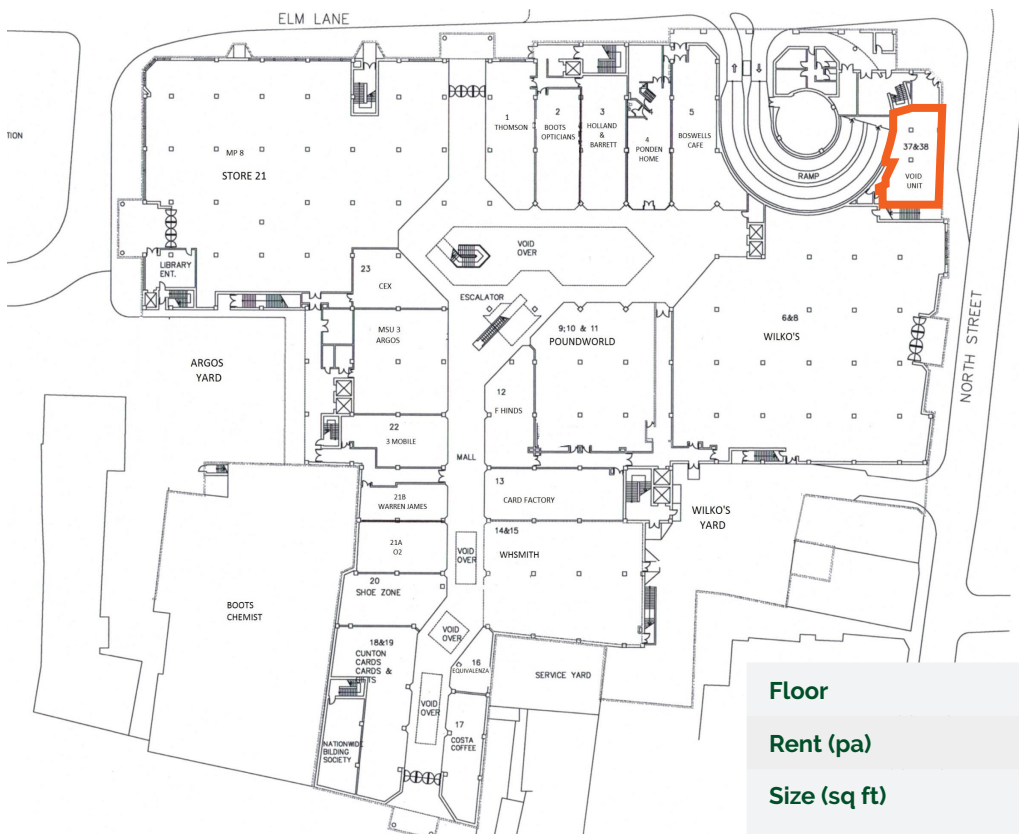 ELM LANE
TION
MP 8
STORE 21
1
THOMSON
2
BOOTS
OPTICIANS
3
HOLLAND
&
BARRETT
4
PONDEN
HOME
5
BOSWELLS
CAFE
RAMP
37&38
VOID
UNIT
LIBRARY
ENT.
23
CEX
VOID
OVER
ESCALATOR
MSU 3
ARGOS
9;10 & 11
POUNDWORLD
6&8
WILKO'S
NORTH STREET
ARGOS
YARD
12
F HINDS
22
3 MOBILE
MALL
13
CARD FACTORY
21B
WARREN JAMES
WILKO'S
YARD
14&15
WHSMITH
21A
O2
VOID
OVER
20
SHOE ZONE
BOOTS
CHEMIST
VOID
OVER
18&19
CUNTON
CARDS
CARDS &
GIFTS
16
EQUIVALENZA
SERVICE YARD
VOID
OVER
17
COSTA
COFFEE
NATIONWIDE
BILDING
SOCIETY
Floor
Rent (pa)
Size (sq ft)